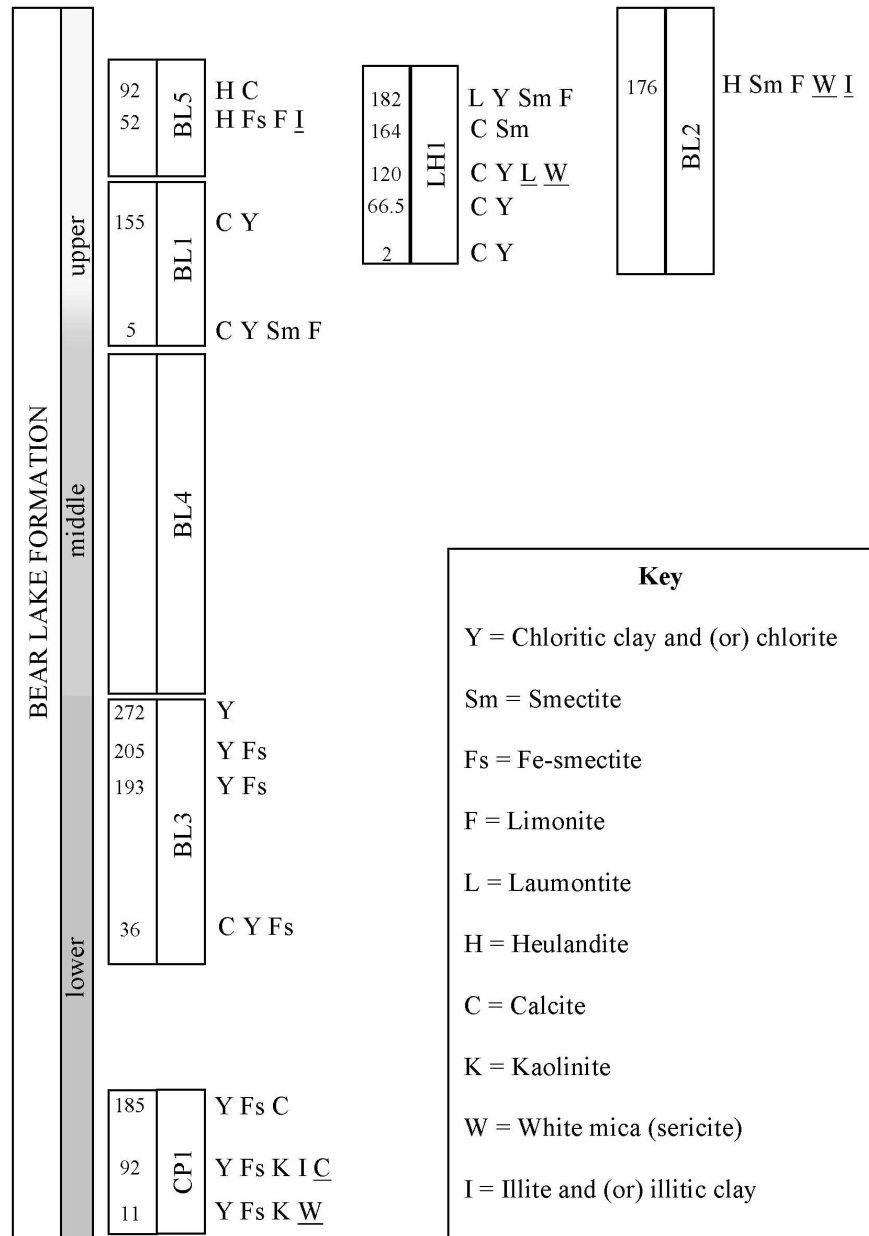 BEAR LAKE FORMATION
upper
middle
lower
BL5
92 H C
52 H Fs F I
BL1
155 C Y
5 C Y Sm F
BL4
BL3
272 Y
205 Y Fs
193 Y Fs
36 C Y Fs
CP1
185 Y Fs C
92 Y Fs K I C
11 Y Fs K W
LH1
182 L Y Sm F
164 C Sm
120 C Y L W
66.5 C Y
2 C Y
BL2
176 H Sm F W I
Key
Y = Chloritic clay and (or) chlorite
Sm = Smectite
Fs = Fe-smectite
F = Limonite
L = Laumontite
H = Heulandite
C = Calcite
K = Kaolinite
W = White mica (sericite)
I = Illite and (or) illitic clay